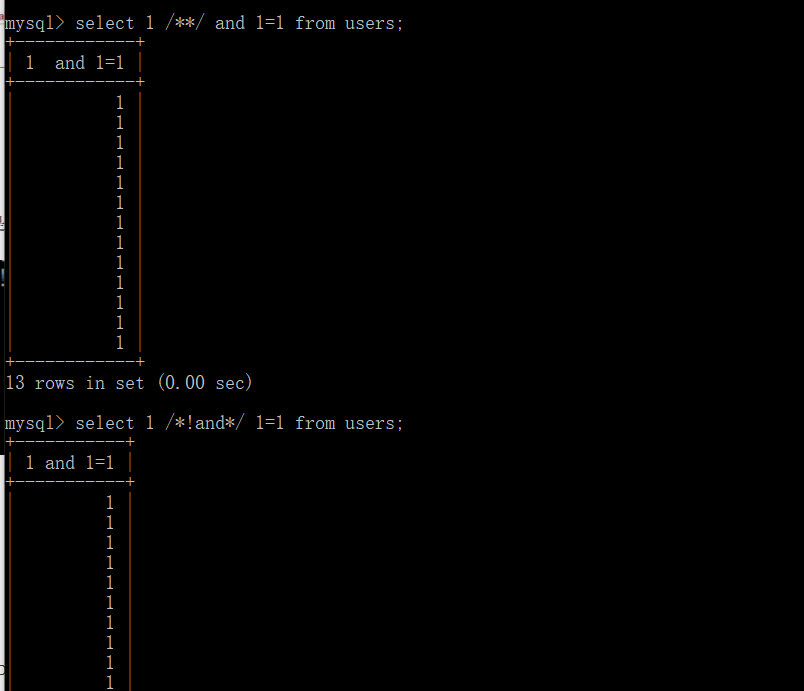 mysql> select 1 /**/ and 1=1 from users;
+------------+
| 1  and 1=1 |
+------------+
|          1 |
|          1 |
|          1 |
|          1 |
|          1 |
|          1 |
|          1 |
|          1 |
|          1 |
|          1 |
|          1 |
|          1 |
|          1 |
+------------+
13 rows in set (0.00 sec)
mysql> select 1 /*!and*/ 1=1 from users;
+-----------+
| 1 and 1=1 |
+-----------+
|         1 |
|         1 |
|         1 |
|         1 |
|         1 |
|         1 |
|         1 |
|         1 |
|         1 |
|         1 |